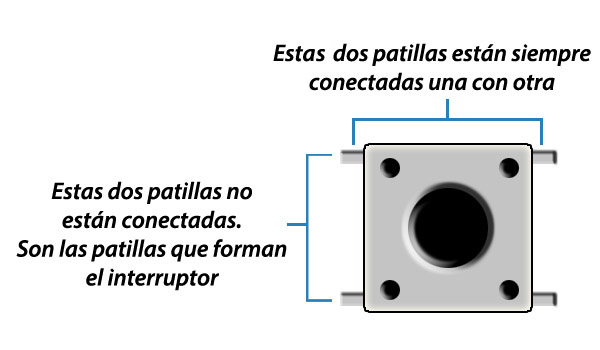 Estas dos patillas están siempre
conectadas una con otra
Estas dos patillas no
están conectadas.
Son las patillas que forman
el interruptor